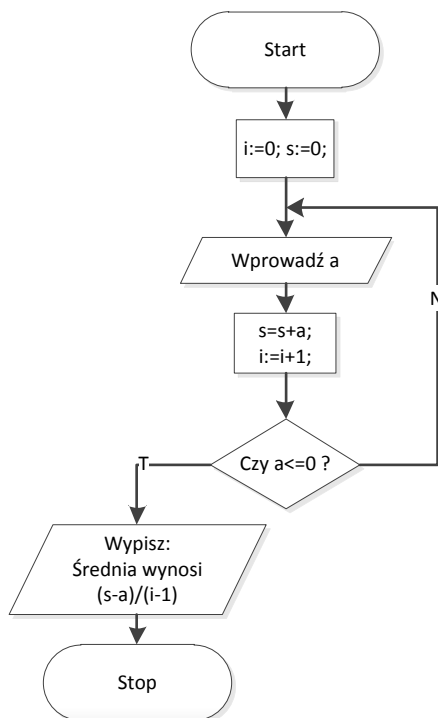 Start
i:=0; s:=0;
Wprowadź a
N
s=s+a;
i:=i+1;
T
Czy a<=0 ?
Wypisz:
Średnia wynosi
(s-a)/(i-1)
Stop